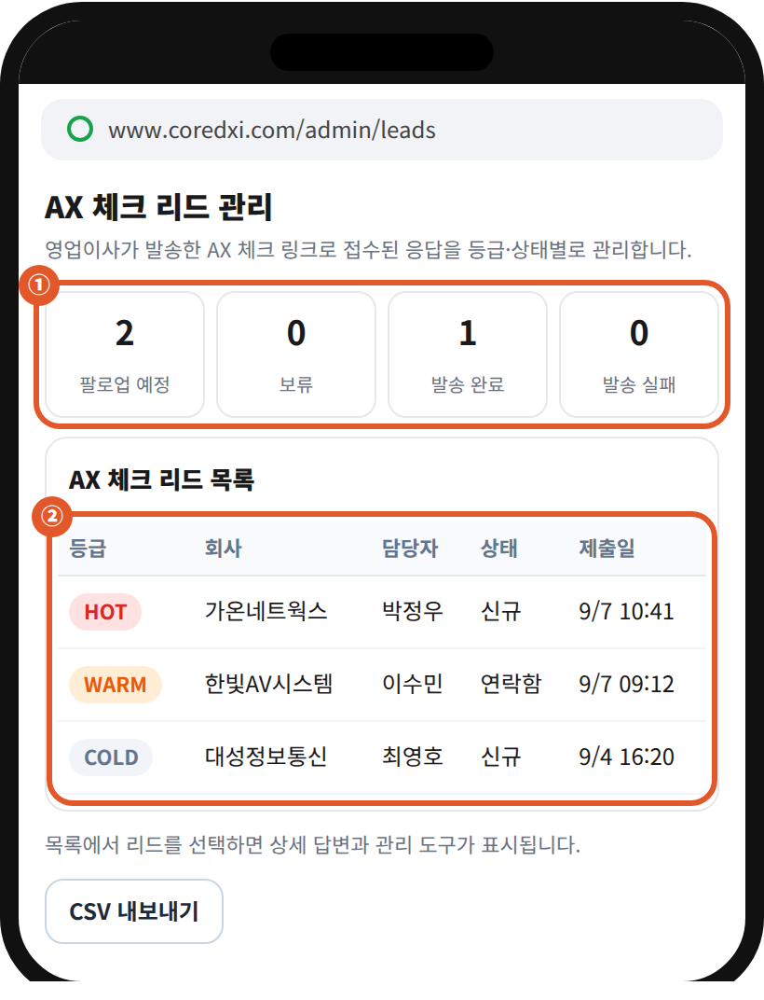 www.coredxi.com/admin/leads
AX 체크 리드 관리
영업이사가 발송한 AX 체크 링크로 접수된 응답을 등급·상태별로 관리합니다.
①
2 0 1 0
팔로업 예정 보류 발송 완료 발송 실패
AX 체크 리드 목록
②
등급 회사 담당자 상태 제출일
HOT 가온네트웍스 박정우 신규 9/7 10:41
WARM 한빛AV시스템 이수민 연락함 9/7 09:12
COLD 대성정보통신 최영호 신규 9/4 16:20
목록에서 리드를 선택하면 상세 답변과 관리 도구가 표시됩니다.
CSV 내보내기